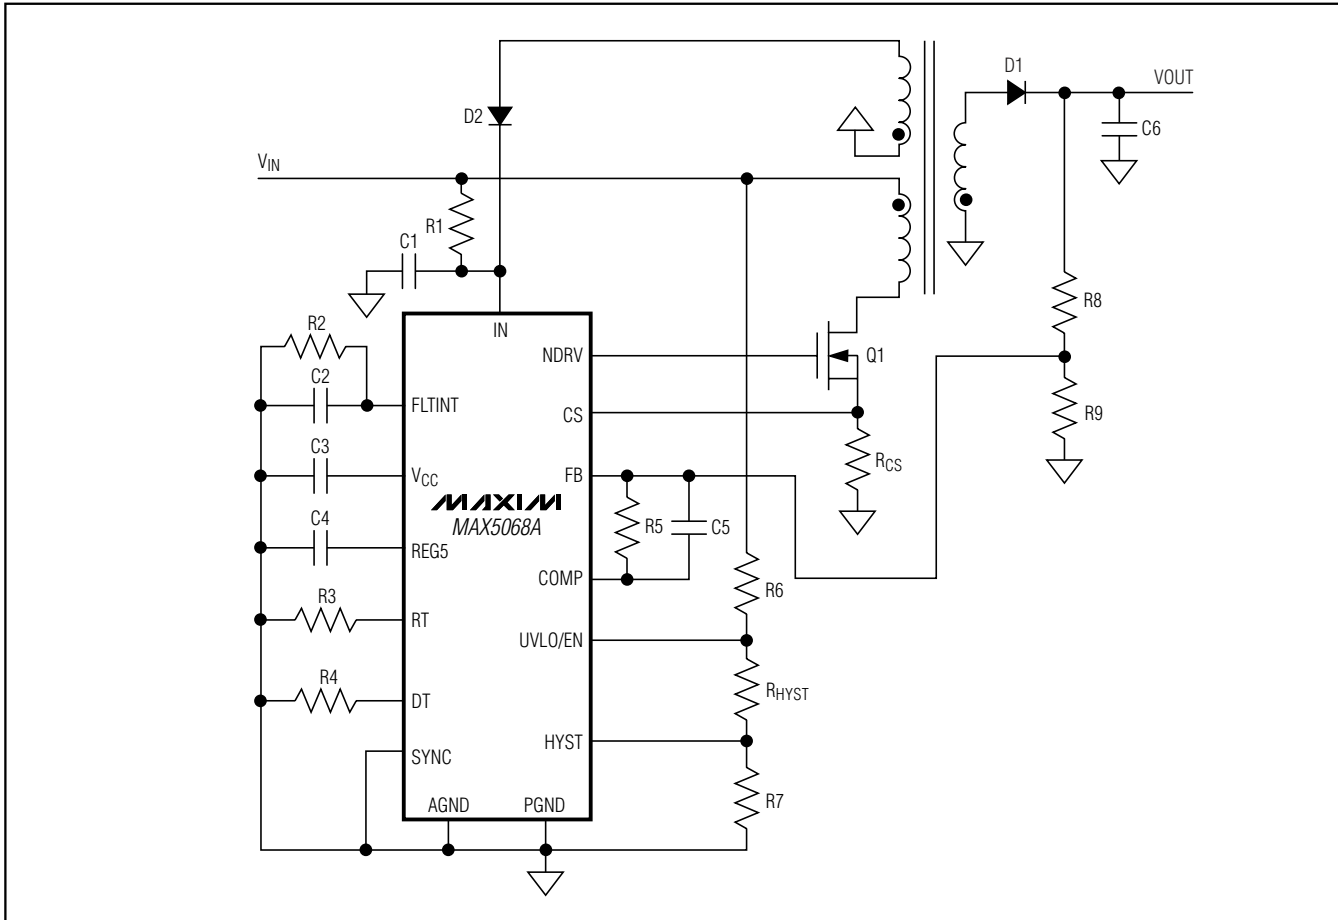 D1
VOUT
D2
C6
VIN
R1
C1
R8
R2
IN
NDRV
Q1
C2
FLTINT
CS
R9
C3
RCS
VCC
FB
MAXIM
MAX5068A
R5
C5
C4
REG5
COMP
R6
R3
RT
UVLO/EN
R4
RHYST
DT
HYST
SYNC
R7
AGND
PGND